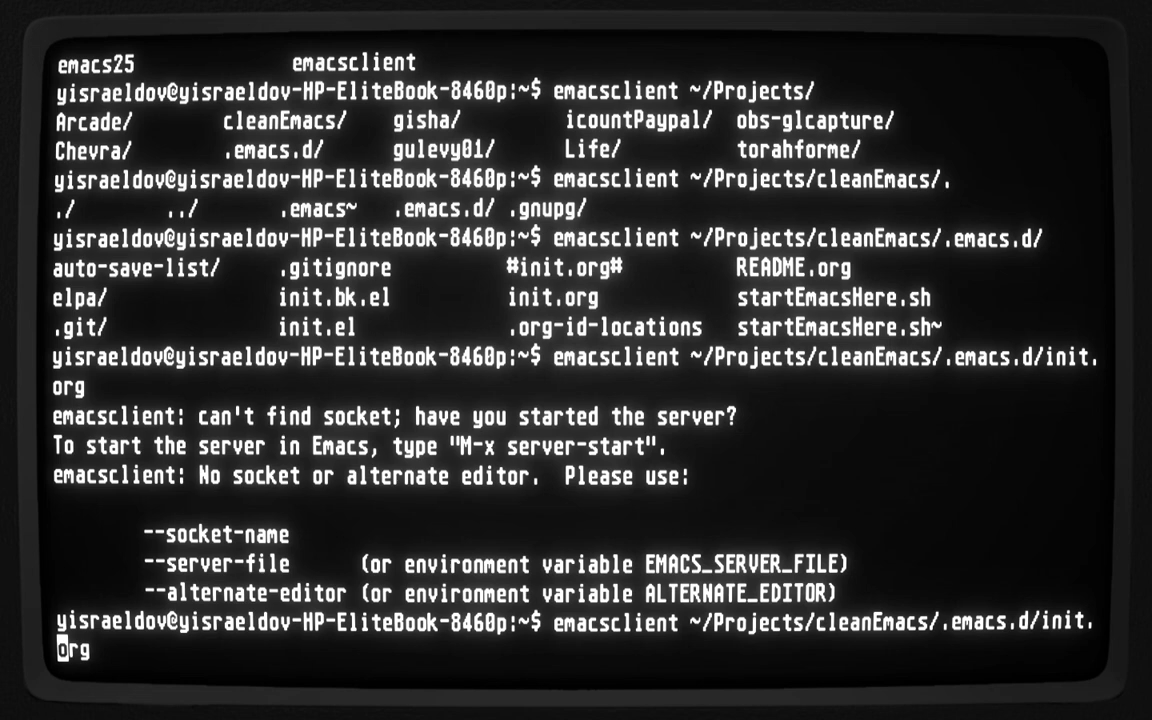 emacs25 emacsclient
yisraeldov@yisraeldov-HP-EliteBook-8460p:~$ emacsclient ~/Projects/
Arcade/ cleanEmacs/ gisha/ icountPaypal/ obs-glcapture/
Chevra/ .emacs.d/ gulevy01/ Life/ torahforme/
yisraeldov@yisraeldov-HP-EliteBook-8460p:~$ emacsclient ~/Projects/cleanEmacs/.
./ ../ .emacs~ .emacs.d/ .gnupg/
yisraeldov@yisraeldov-HP-EliteBook-8460p:~$ emacsclient ~/Projects/cleanEmacs/.emacs.d/
auto-save-list/ .gitignore #init.org# README.org
elpa/ init.bk.el init.org startEmacsHere.sh
.git/ init.el .org-id-locations startEmacsHere.sh~
yisraeldov@yisraeldov-HP-EliteBook-8460p:~$ emacsclient ~/Projects/cleanEmacs/.emacs.d/init.
org
emacsclient: can't find socket; have you started the server?
To start the server in Emacs, type "M-x server-start".
emacsclient: No socket or alternate editor.  Please use:
--socket-name
--server-file (or environment variable EMACS_SERVER_FILE)
--alternate-editor (or environment variable ALTERNATE_EDITOR)
yisraeldov@yisraeldov-HP-EliteBook-8460p:~$ emacsclient ~/Projects/cleanEmacs/.emacs.d/init.
org